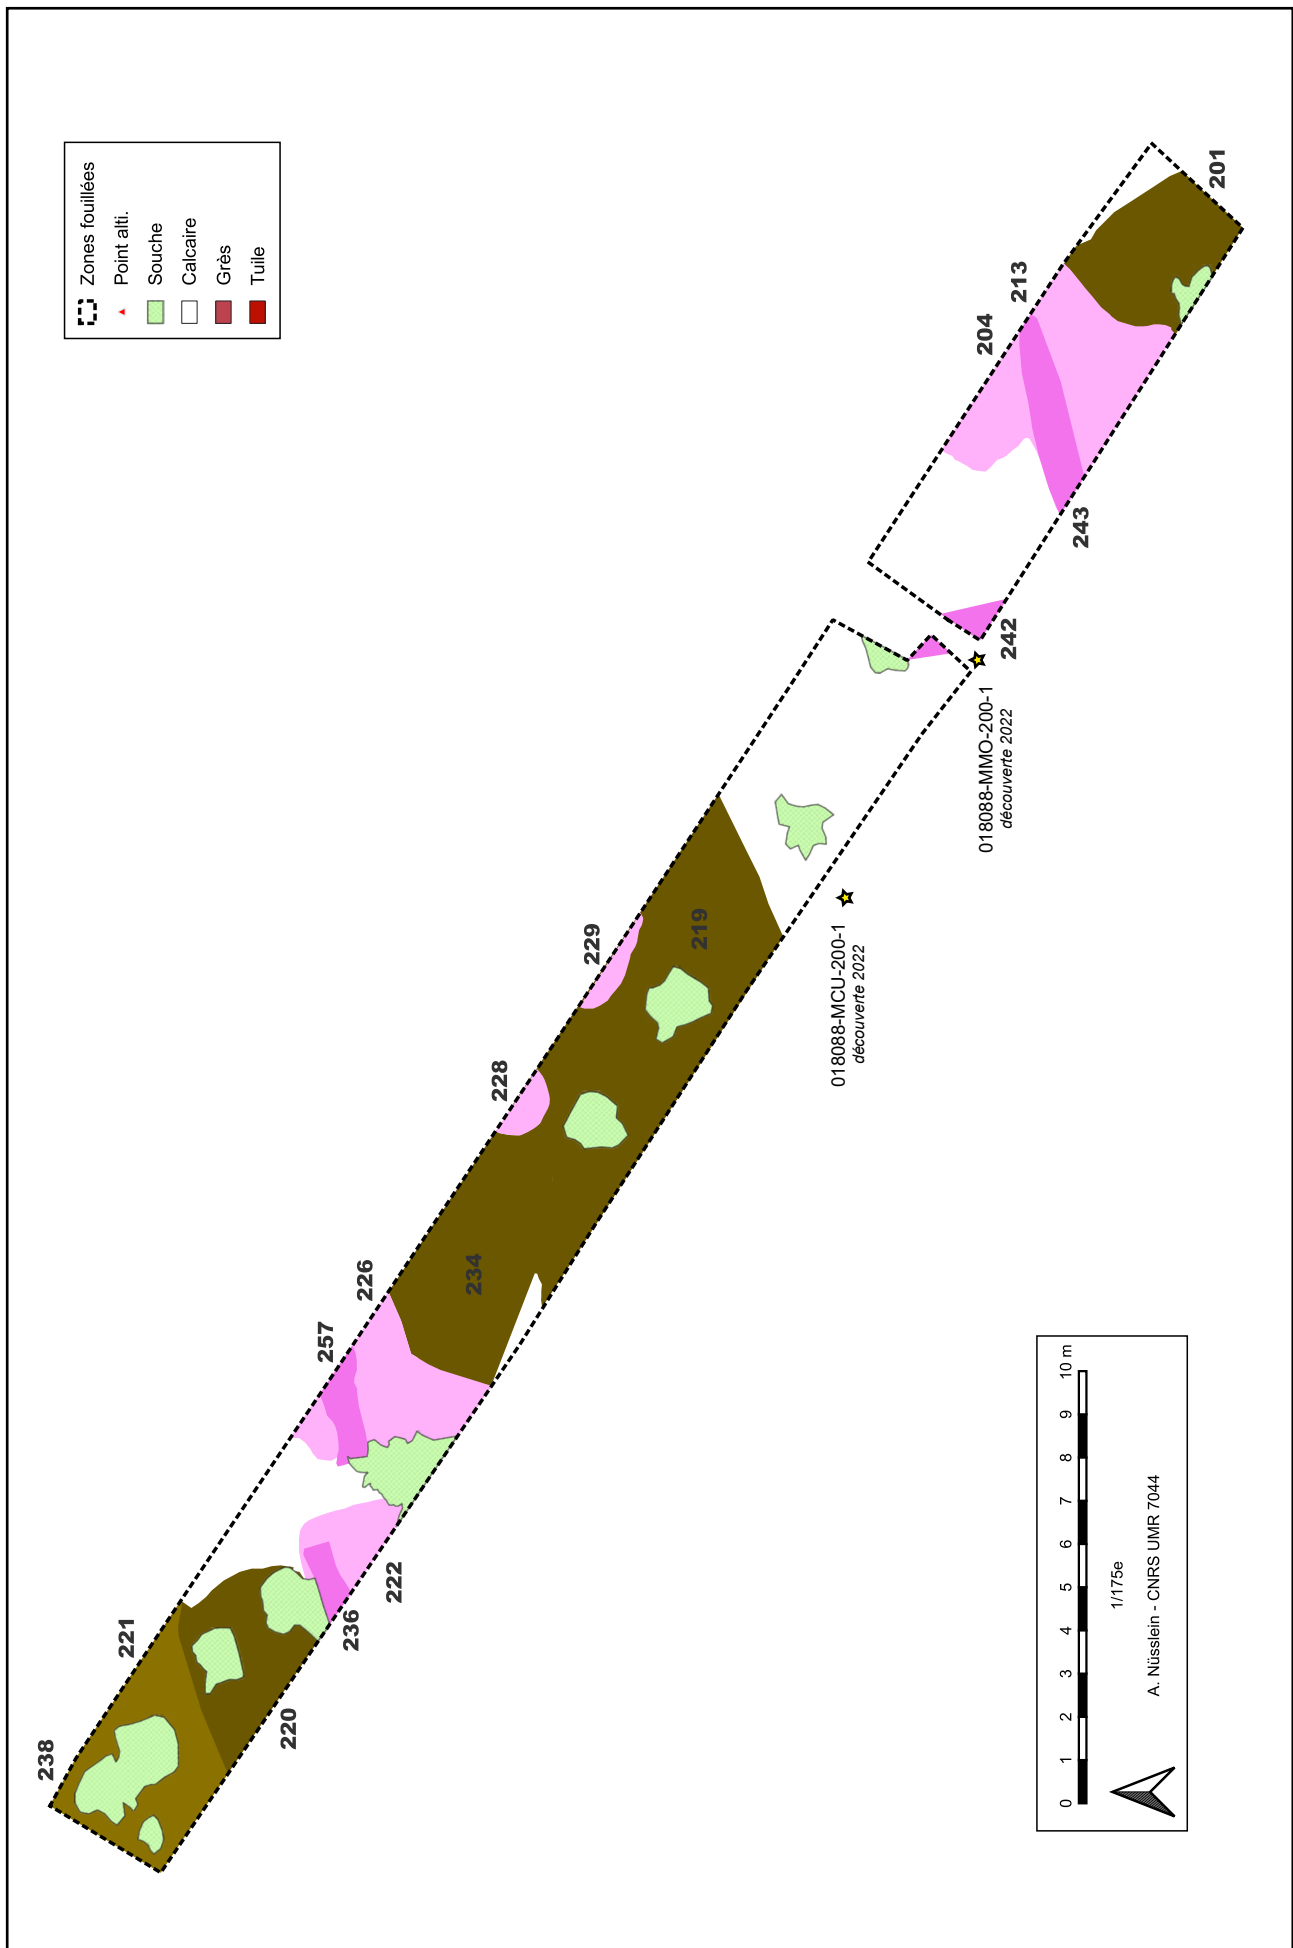 Zones fouillées
Point alti.
Souche
Calcaire
Grès
Tuile
238
221
220
236
222
257
226
234
228
229
219
018088-MCU-200-1
découverte 2022
018088-MMO-200-1
découverte 2022
242
243
204
213
201
0 1 2 3 4 5 6 7 8 9 10 m
1/175e
A. Nüsslein - CNRS UMR 7044